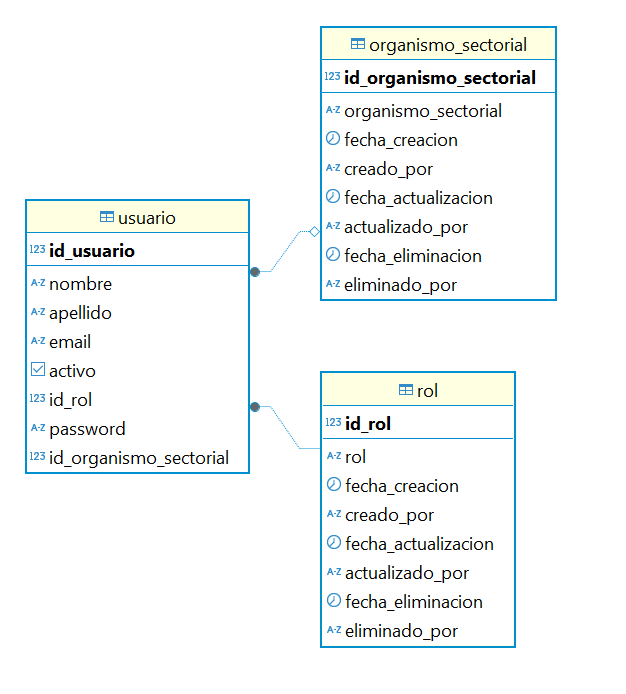 organismo_sectorial
123 id_organismo_sectorial
A-Z organismo_sectorial
fecha_creacion
A-Z creado_por
fecha_actualizacion
A-Z actualizado_por
fecha_eliminacion
A-Z eliminado_por
usuario
123 id_usuario
A-Z nombre
A-Z apellido
A-Z email
activo
123 id_rol
A-Z password
123 id_organismo_sectorial
rol
123 id_rol
A-Z rol
fecha_creacion
A-Z creado_por
fecha_actualizacion
A-Z actualizado_por
fecha_eliminacion
A-Z eliminado_por